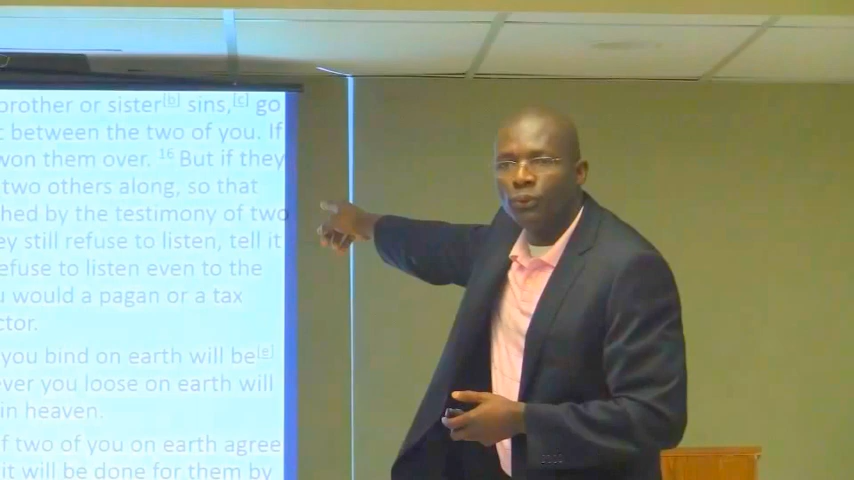 brother or sister[b] sins,[c] go
between the two of you. If
won them over. 16 But if they
two others along, so that
hed by the testimony of two
ey still refuse to listen, tell it
efuse to listen even to the
u would a pagan or a tax
ctor.
you bind on earth will be[e]
ever you loose on earth will
in heaven.
f two of you on earth agree
it will be done for them by